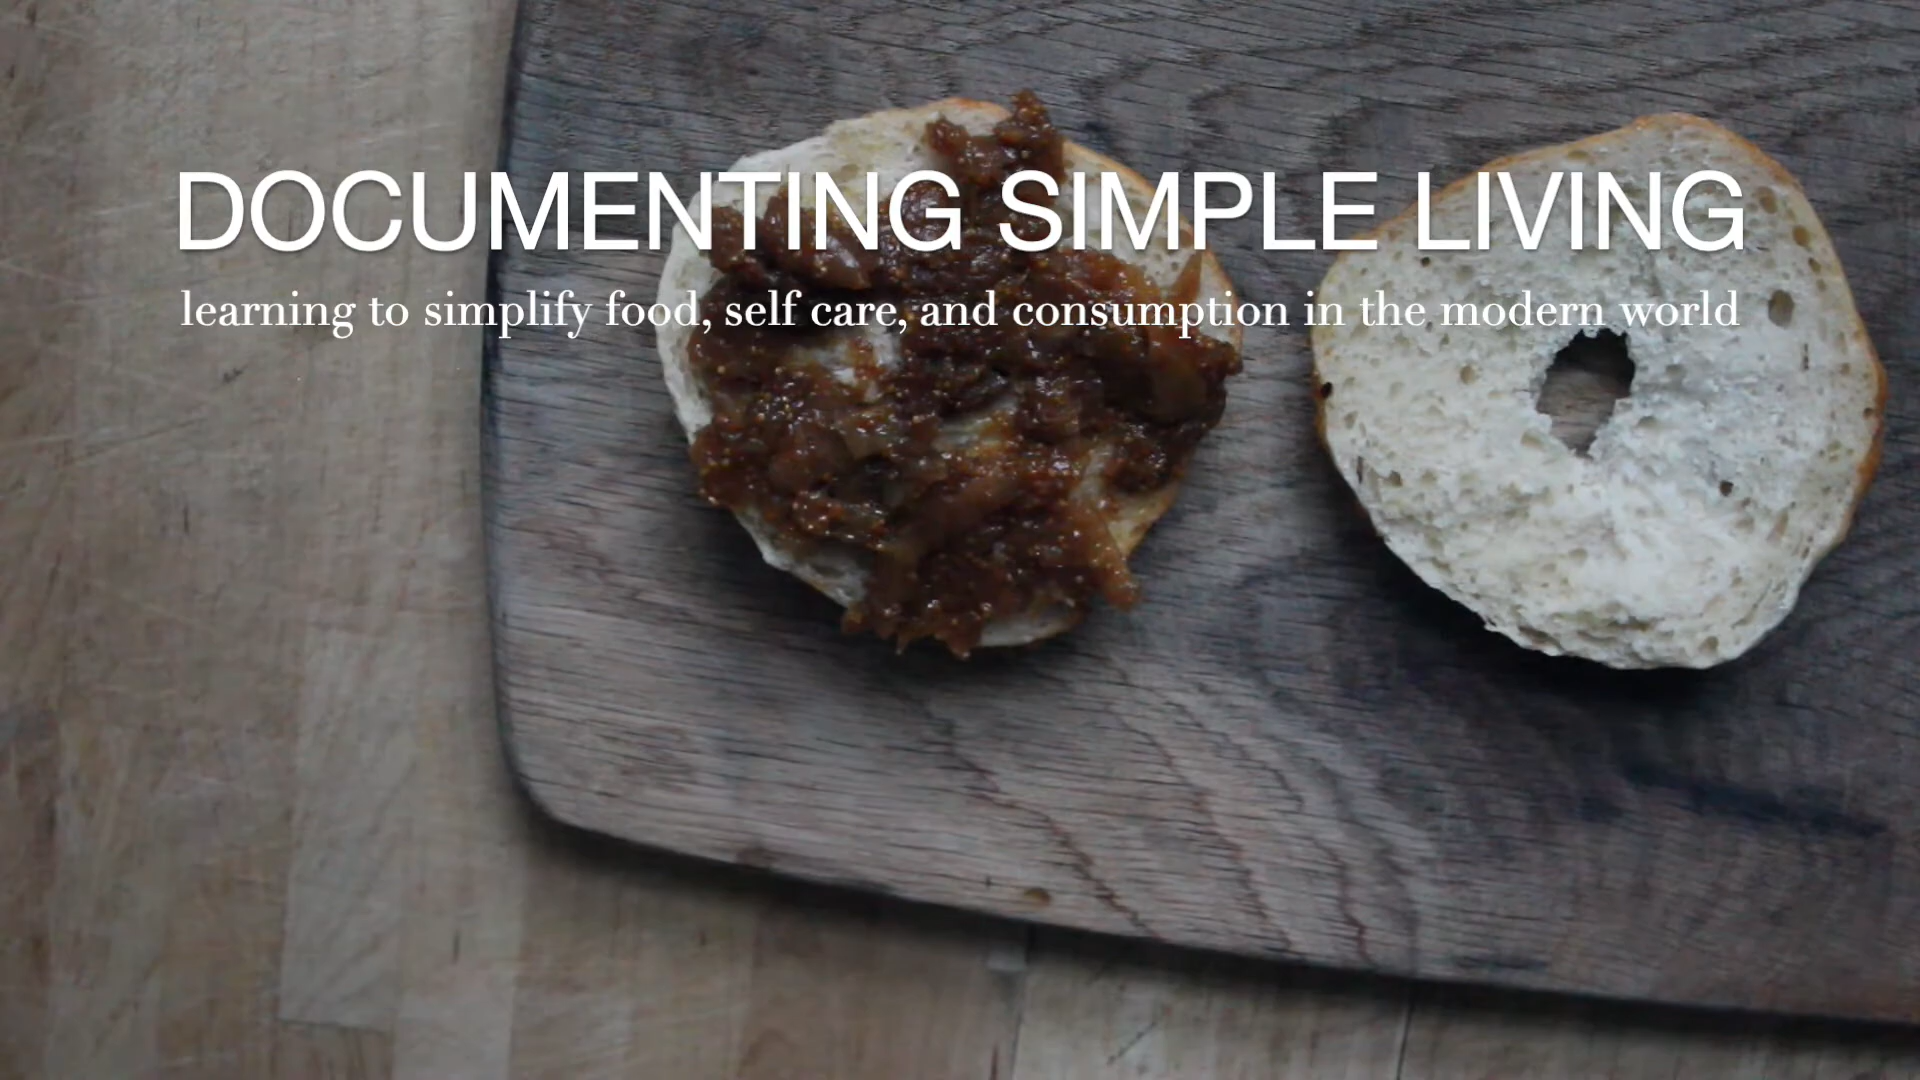 DOCUMENTING SIMPLE LIVING
learning to simplify food, self care, and consumption in the modern world